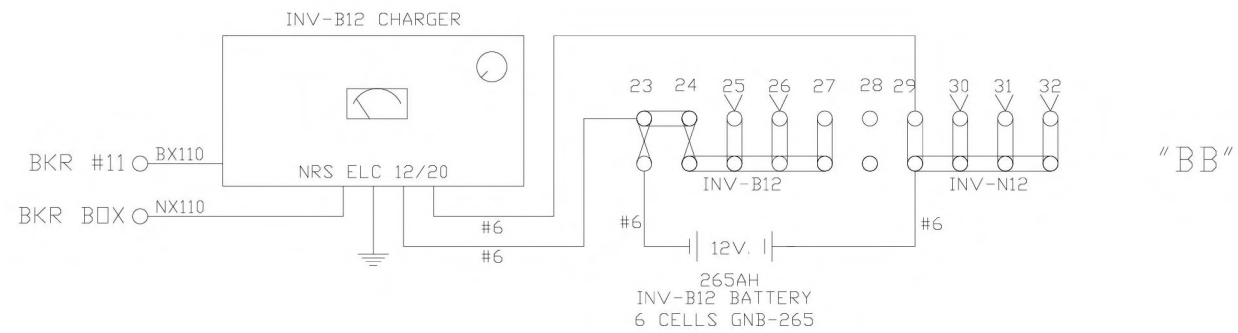 INV-B12 CHARGER
23 24 25 26 27 28 29 30 31 32
BKR #11 BX110
NRS ELC 12/20
"BB"
INV-B12 INV-N12
BKR BOX NX110
#6
#6
#6
#6
12V.
265AH
INV-B12 BATTERY
6 CELLS GNB-265